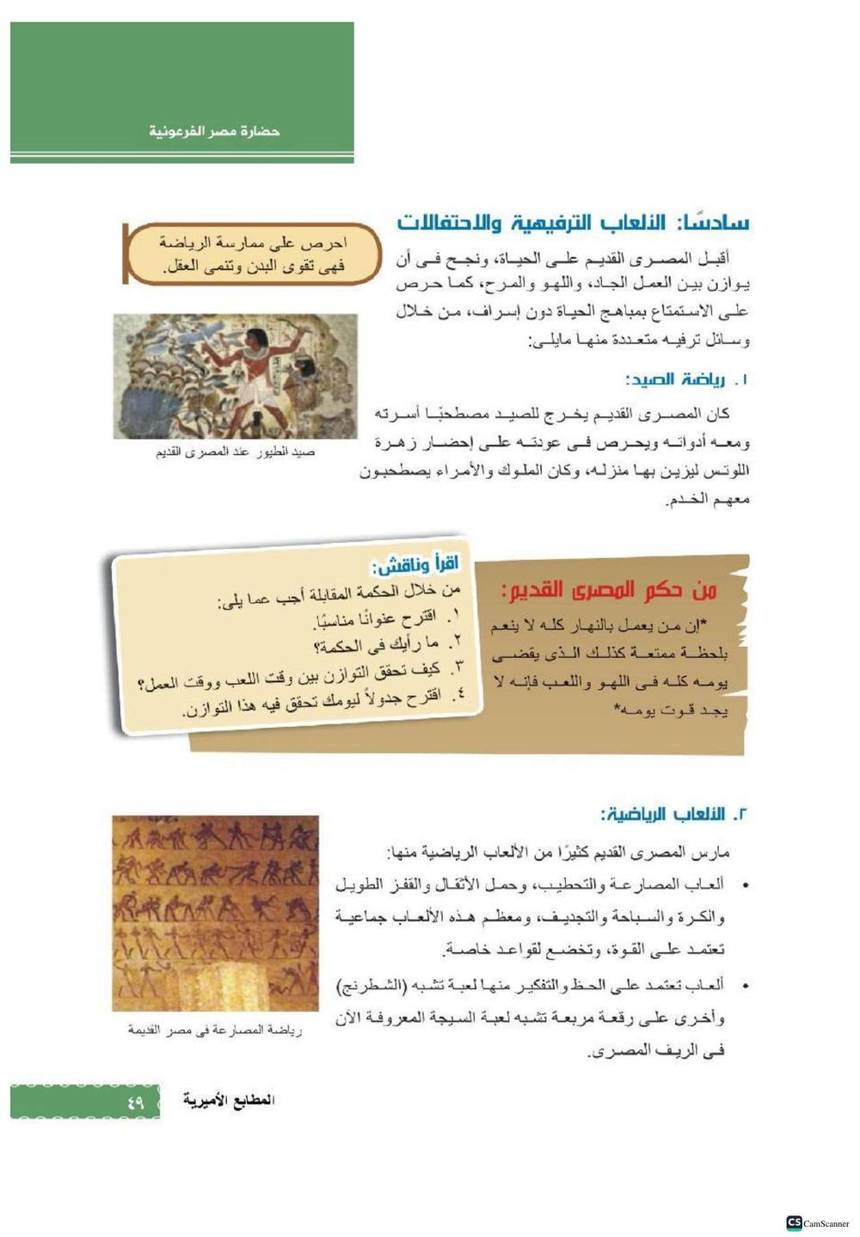 حضارة مصر الفرعونية
سادسًا: الألعاب الترفيهية والاحتفالات
أقبل المصرى القديم على الحياة، ونجح فى أن
يوازن بين العمل الجاد، واللهو والمرح، كما حرص
على الاستمتاع بمباهج الحياة دون إسراف، من خلال
وسائل ترفيه متعددة منها مايلى:
احرص على ممارسة الرياضة
فهى تقوى البدن وتنمى العقل.
صيد الطيور عند المصرى القديم
١. رياضة الصيد:
كان المصرى القديم يخرج للصيد مصطحبًا أسرته
ومعه أدواته ويحرص فى عودته على إحضار زهرة
اللوتس ليزين بها منزله، وكان الملوك والأمراء يصطحبون
معهم الخدم.
من حكم المصرى القديم:
*إن من يعمل بالنهار كله لا ينعم
بلحظة ممتعة كذلك الذى يقضى
يومه كله فى اللهو واللعب فإنه لا
يجد قوت يومه*
اقرأ وناقش:
من خلال الحكمة المقابلة أجب عما يلى:
١. اقترح عنوانًا مناسبًا.
٢. ما رأيك فى الحكمة؟
٣. كيف تحقق التوازن بين وقت اللعب ووقت العمل؟
٤. اقترح جدولاً ليومك تحقق فيه هذا التوازن.
٢. الألعاب الرياضية:
مارس المصرى القديم كثيرًا من الألعاب الرياضية منها:
• ألعاب المصارعة والتحطيب، وحمل الأثقال والقفز الطويل
والكرة والسباحة والتجديف، ومعظم هذه الألعاب جماعية
تعتمد على القوة، وتخضع لقواعد خاصة.
• ألعاب تعتمد على الحظ والتفكير منها لعبة تشبه (الشطرنج)
وأخرى على رقعة مربعة تشبه لعبة السيجة المعروفة الآن
فى الريف المصرى.
رياضة المصارعة فى مصر القديمة
المطابع الأميرية
٤٩
CS CamScanner